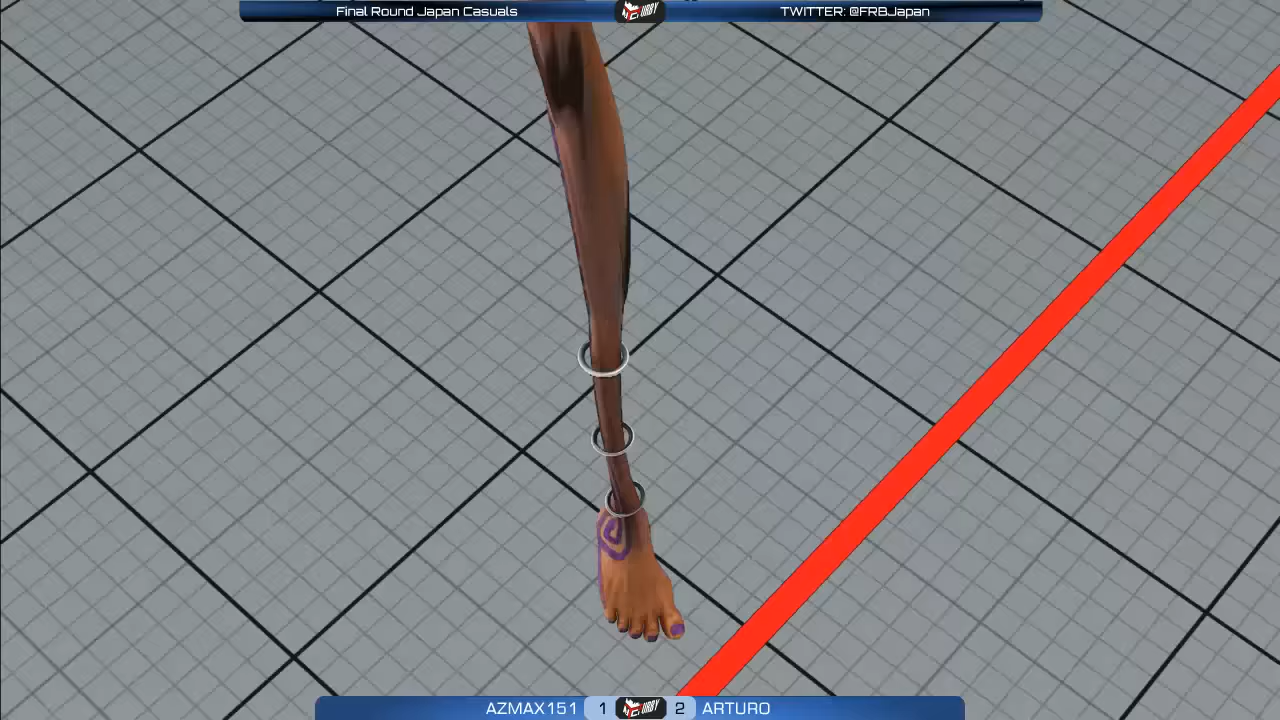 Final Round Japan Casuals
TWITTER: @FRBJapan
AZMAX151 1 2 ARTURO